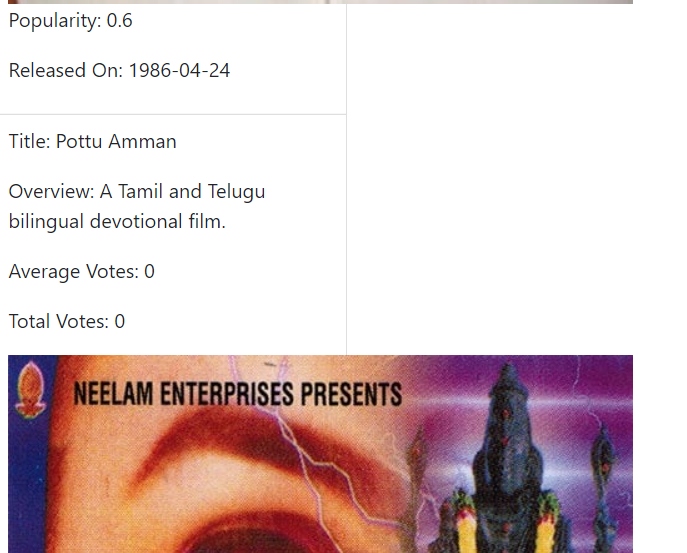 Popularity: 0.6
Released On: 1986-04-24
Title: Pottu Amman
Overview: A Tamil and Telugu
bilingual devotional film.
Average Votes: 0
Total Votes: 0
NEELAM ENTERPRISES PRESENTS